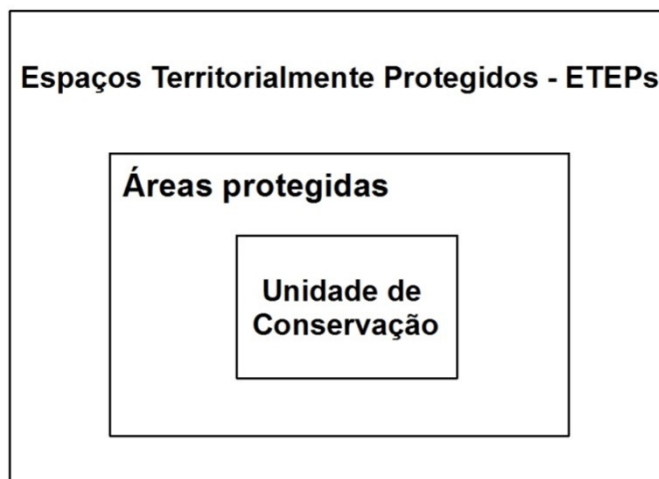 Espaços Territorialmente Protegidos - ETEPs
Áreas protegidas
Unidade de
Conservação